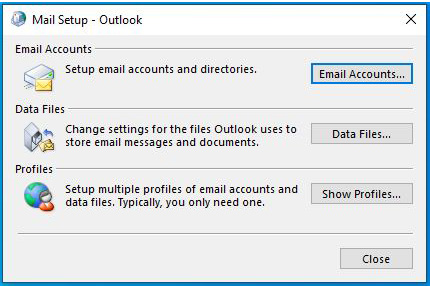 Mail Setup - Outlook
Email Accounts
Setup email accounts and directories.
Email Accounts...
Data Files
Change settings for the files Outlook uses to
store email messages and documents.
Data Files...
Profiles
Setup multiple profiles of email accounts and
data files. Typically, you only need one.
Show Profiles...
Close